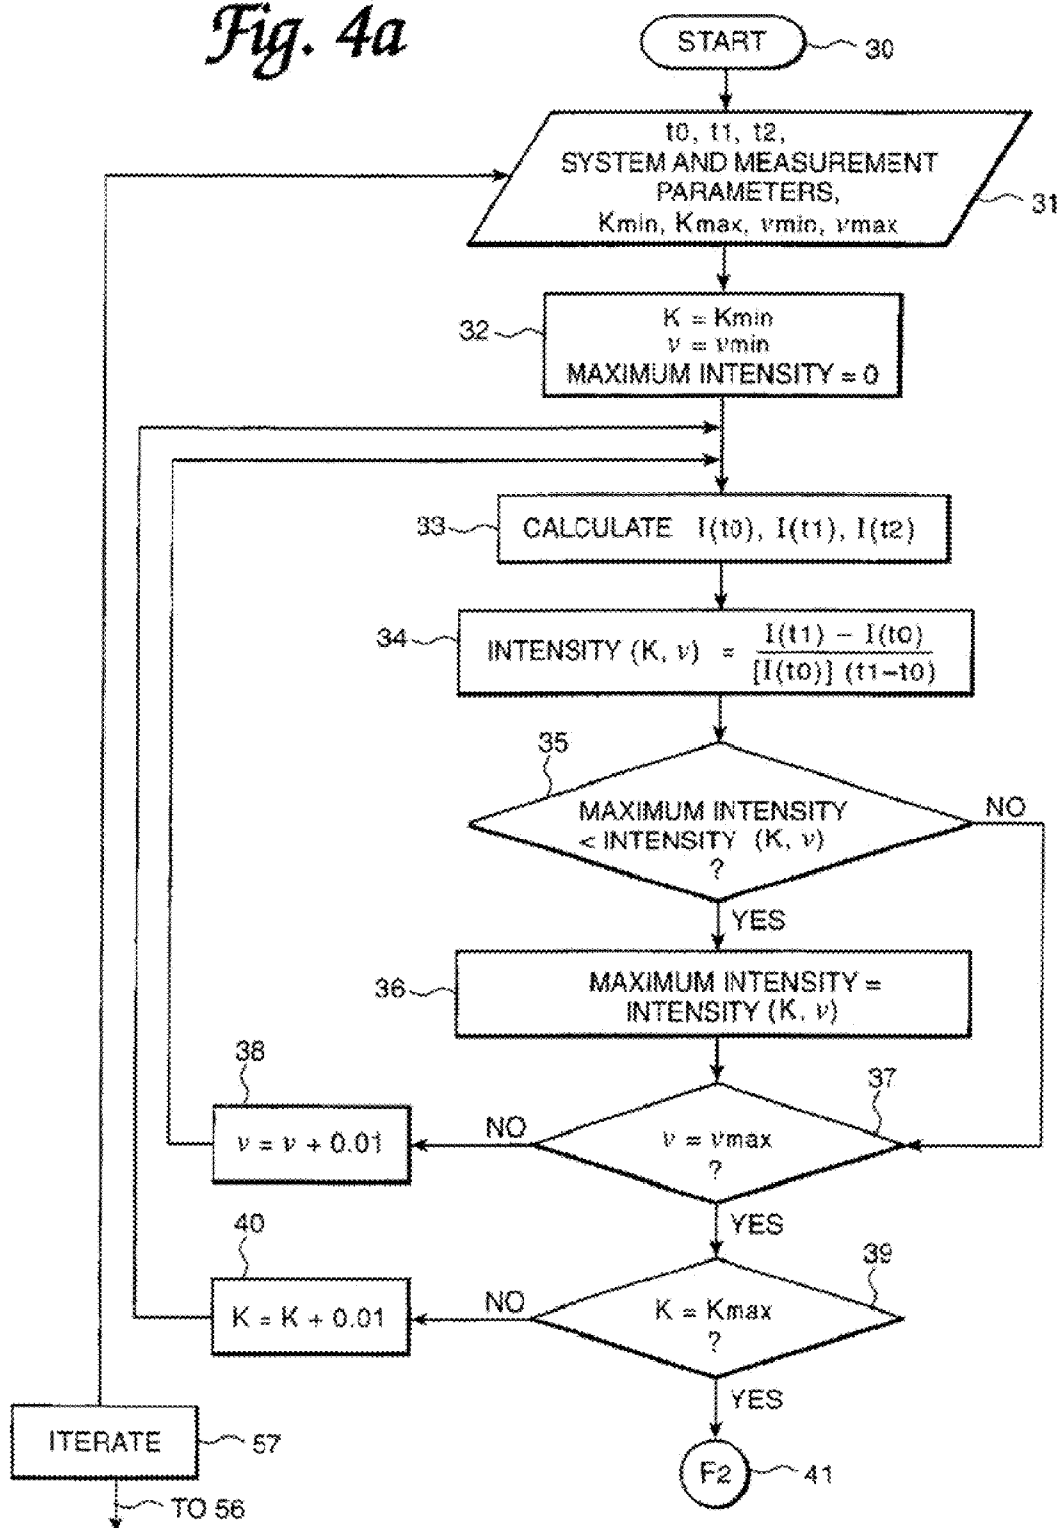 Fig. 4a
START
30
t0, t1, t2,
SYSTEM AND MEASUREMENT
PARAMETERS,
Kmin, Kmax, νmin, νmax
31
32
K = Kmin
ν = νmin
MAXIMUM INTENSITY = 0
33
CALCULATE I(t0), I(t1), I(t2)
34
INTENSITY (K, ν) =
I(t1) − I(t0)
[I(t0)] (t1−t0)
35
MAXIMUM INTENSITY
< INTENSITY (K, ν)
?
NO
YES
36
MAXIMUM INTENSITY =
INTENSITY (K, ν)
38
ν = ν + 0.01
NO
37
ν = νmax
?
YES
40
K = K + 0.01
NO
39
K = Kmax
?
YES
ITERATE
57
F2
41
TO 56